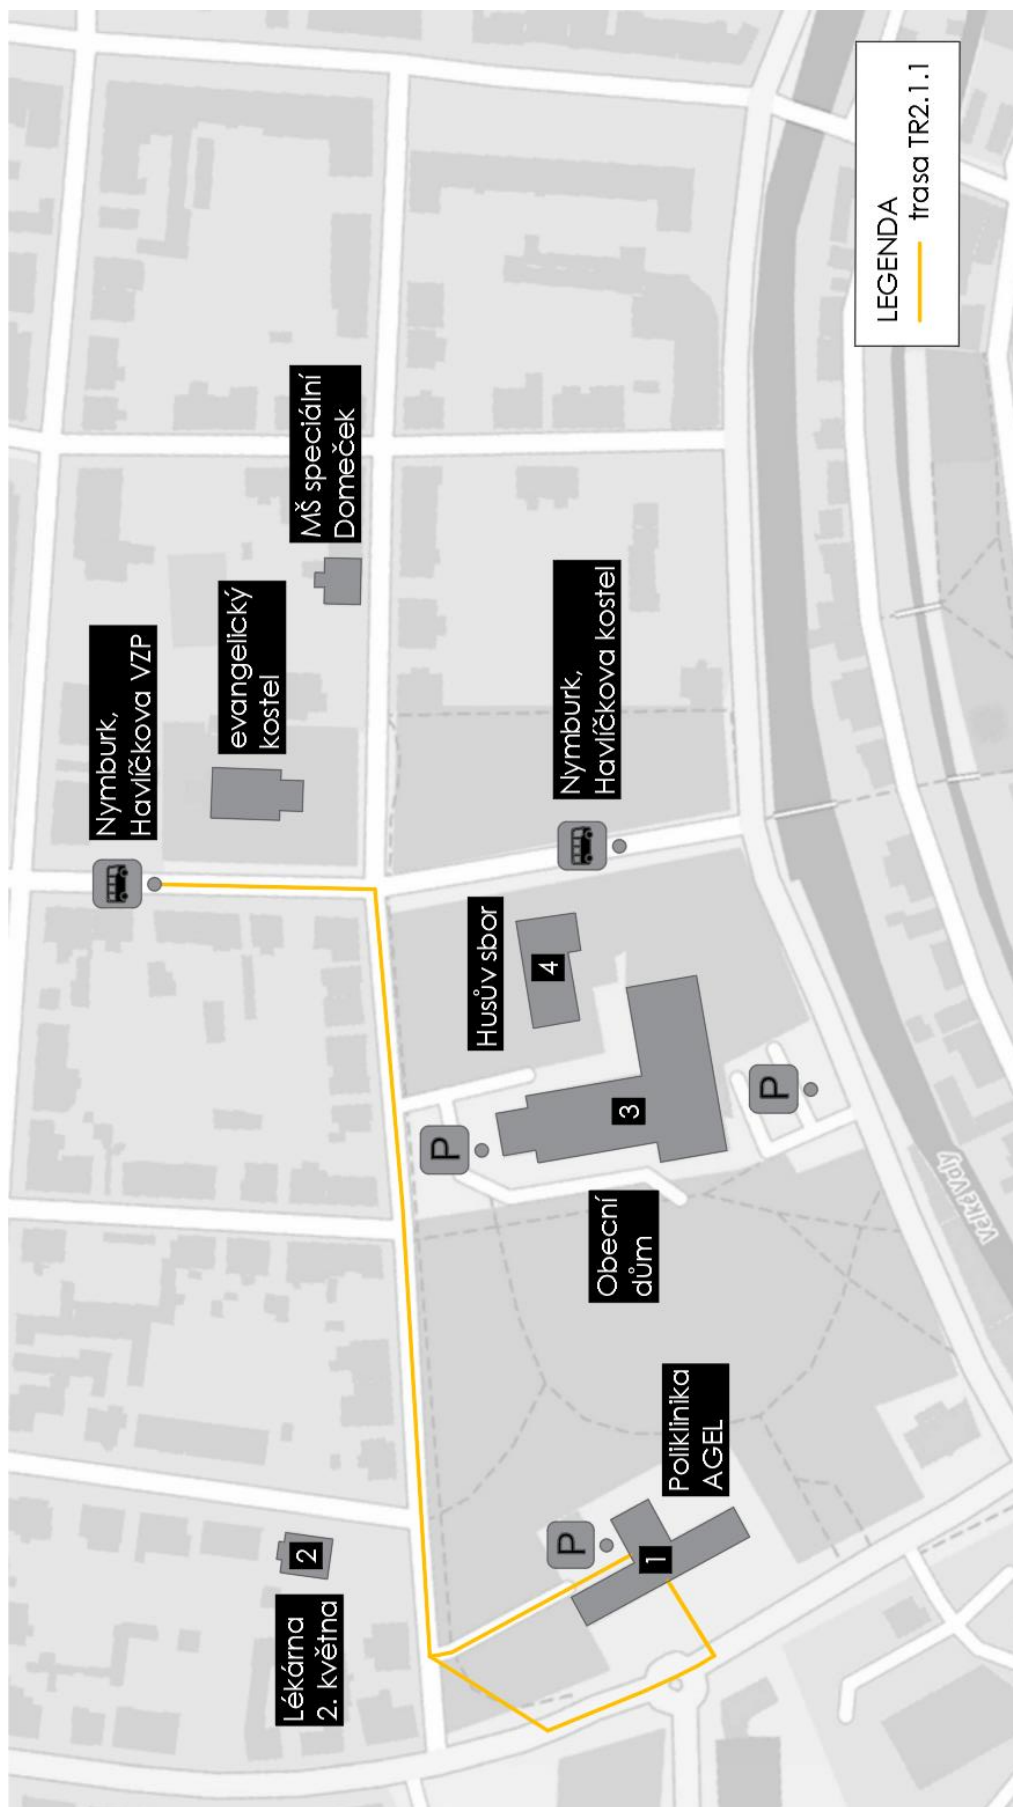 Nymburk,
Havlíčkova VZP
evangelický
kostel
MŠ speciální
Domeček
Nymburk,
Havlíčkova kostel
Husův sbor
4
3
P
P
Obecní
dům
Velké Valy
Lékárna
2. května
2
P
1
Poliklinika
AGEL
LEGENDA
trasa TR2.1.1